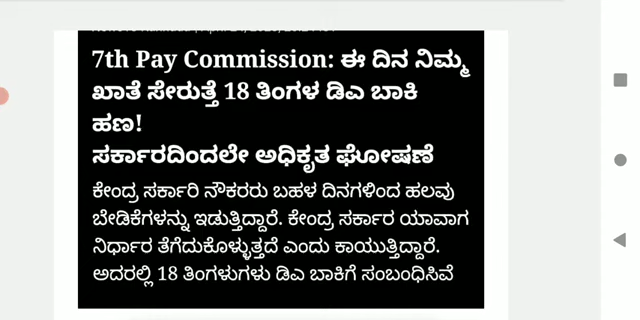 7th Pay Commission: ಈ ದಿನ ನಿಮ್ಮ
ಖಾತೆ ಸೇರುತ್ತೆ 18 ತಿಂಗಳ ಡಿಎ ಬಾಕಿ
ಹಣ!
ಸರ್ಕಾರದಿಂದಲೇ ಅಧಿಕೃತ ಘೋಷಣೆ
ಕೇಂದ್ರ ಸರ್ಕಾರಿ ನೌಕರರು ಬಹಳ ದಿನಗಳಿಂದ ಹಲವು
ಬೇಡಿಕೆಗಳನ್ನು ಇಡುತ್ತಿದ್ದಾರೆ. ಕೇಂದ್ರ ಸರ್ಕಾರ ಯಾವಾಗ
ನಿರ್ಧಾರ ತೆಗೆದುಕೊಳ್ಳುತ್ತದೆ ಎಂದು ಕಾಯುತ್ತಿದ್ದಾರೆ.
ಅದರಲ್ಲಿ 18 ತಿಂಗಳುಗಳು ಡಿಎ ಬಾಕಿಗೆ ಸಂಬಂಧಿಸಿವೆ